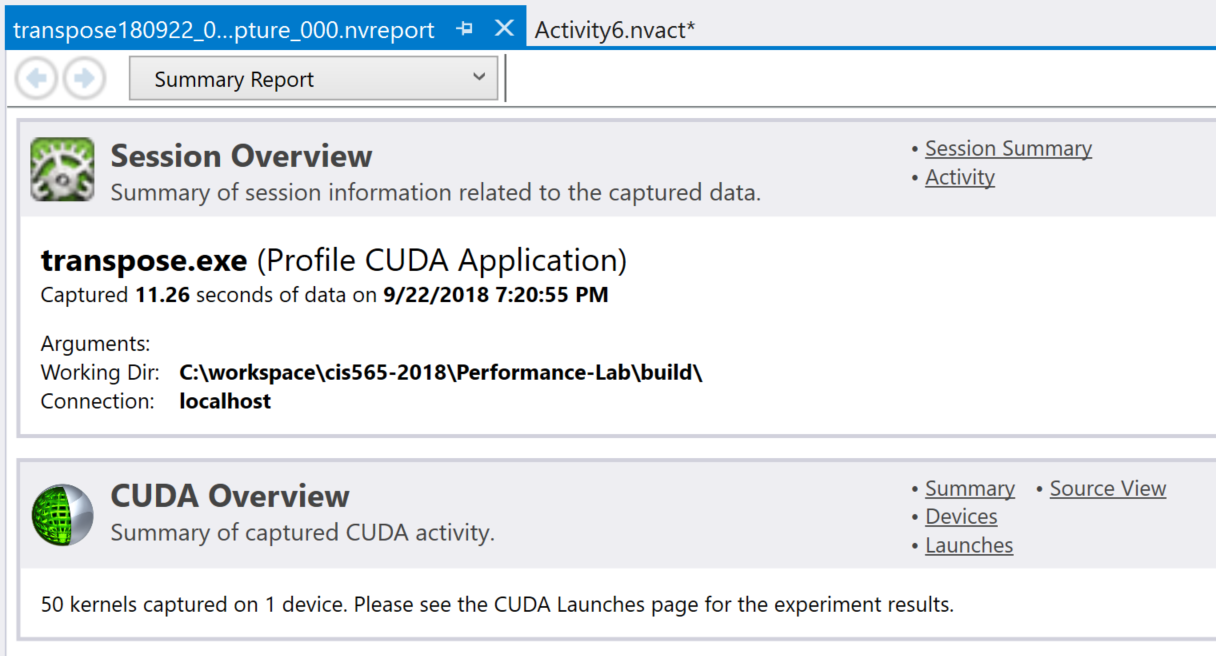 transpose180922_0...pture_000.nvreport
Activity6.nvact*
Summary Report
Session Overview
Summary of session information related to the captured data.
• Session Summary
• Activity
transpose.exe (Profile CUDA Application)
Captured 11.26 seconds of data on 9/22/2018 7:20:55 PM
Arguments:
Working Dir: C:\workspace\cis565-2018\Performance-Lab\build\
Connection: localhost
CUDA Overview
Summary of captured CUDA activity.
• Summary • Source View
• Devices
• Launches
50 kernels captured on 1 device. Please see the CUDA Launches page for the experiment results.